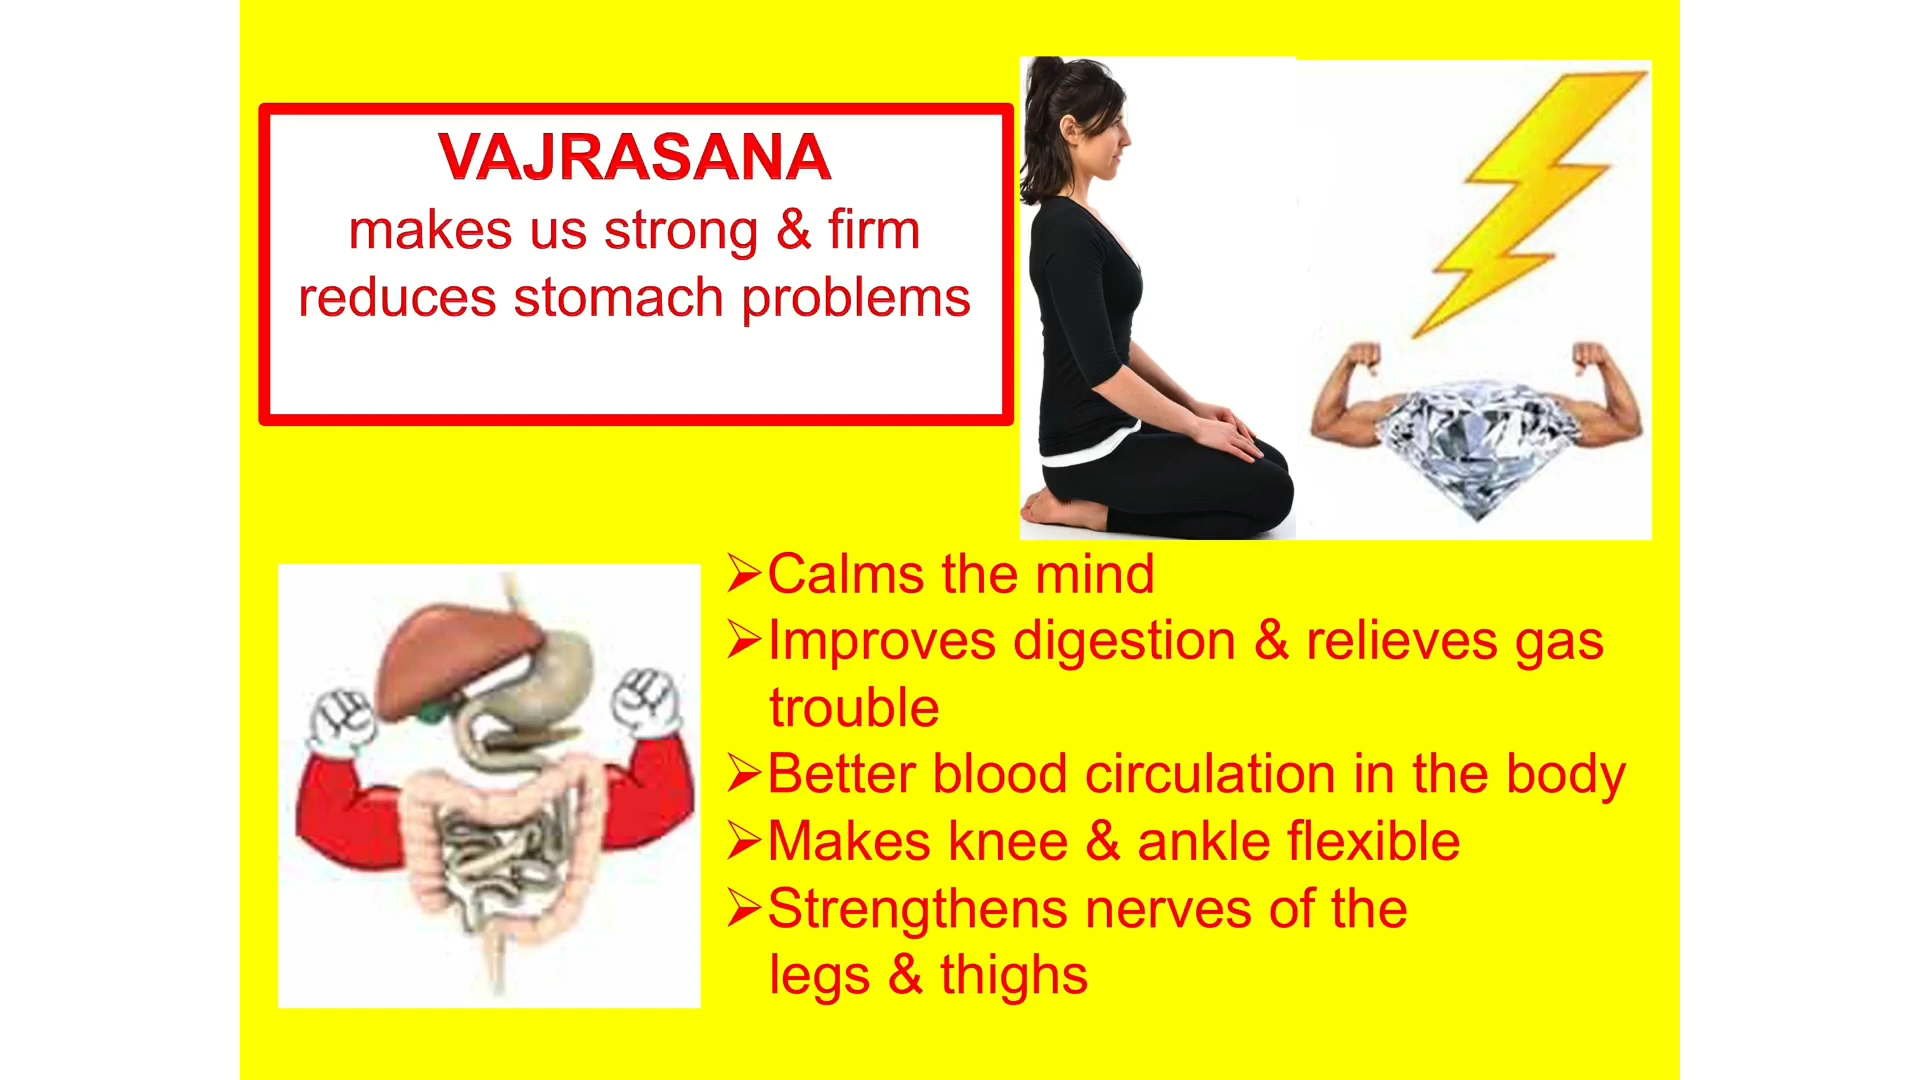 VAJRASANA
makes us strong & firm
reduces stomach problems
➢Calms the mind
➢Improves digestion & relieves gas
trouble
➢Better blood circulation in the body
➢Makes knee & ankle flexible
➢Strengthens nerves of the
legs & thighs